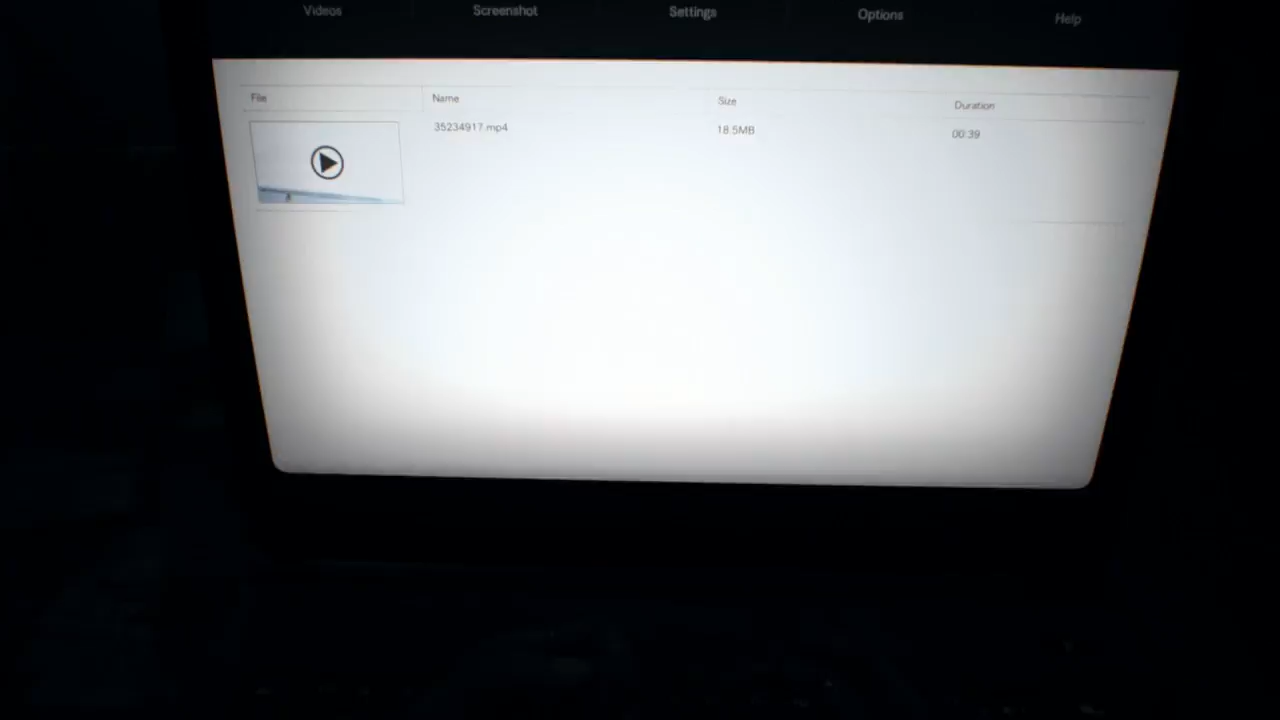 Videos Screenshot Settings Options Help
File Name Size Duration
35234917.mp4 18.5MB 00:39